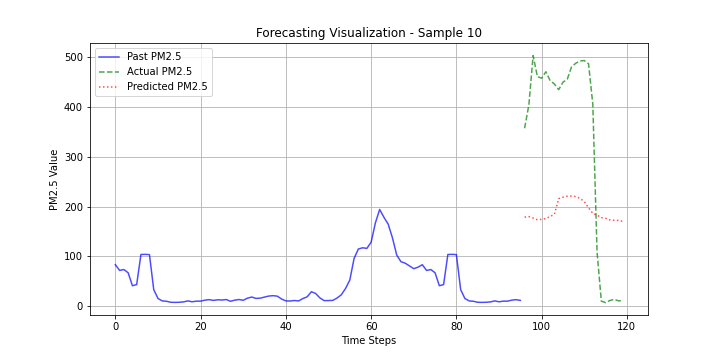 Forecasting Visualization - Sample 10
Past PM2.5
Actual PM2.5
Predicted PM2.5
PM2.5 Value
500
400
300
200
100
0
0 20 40 60 80 100 120
Time Steps